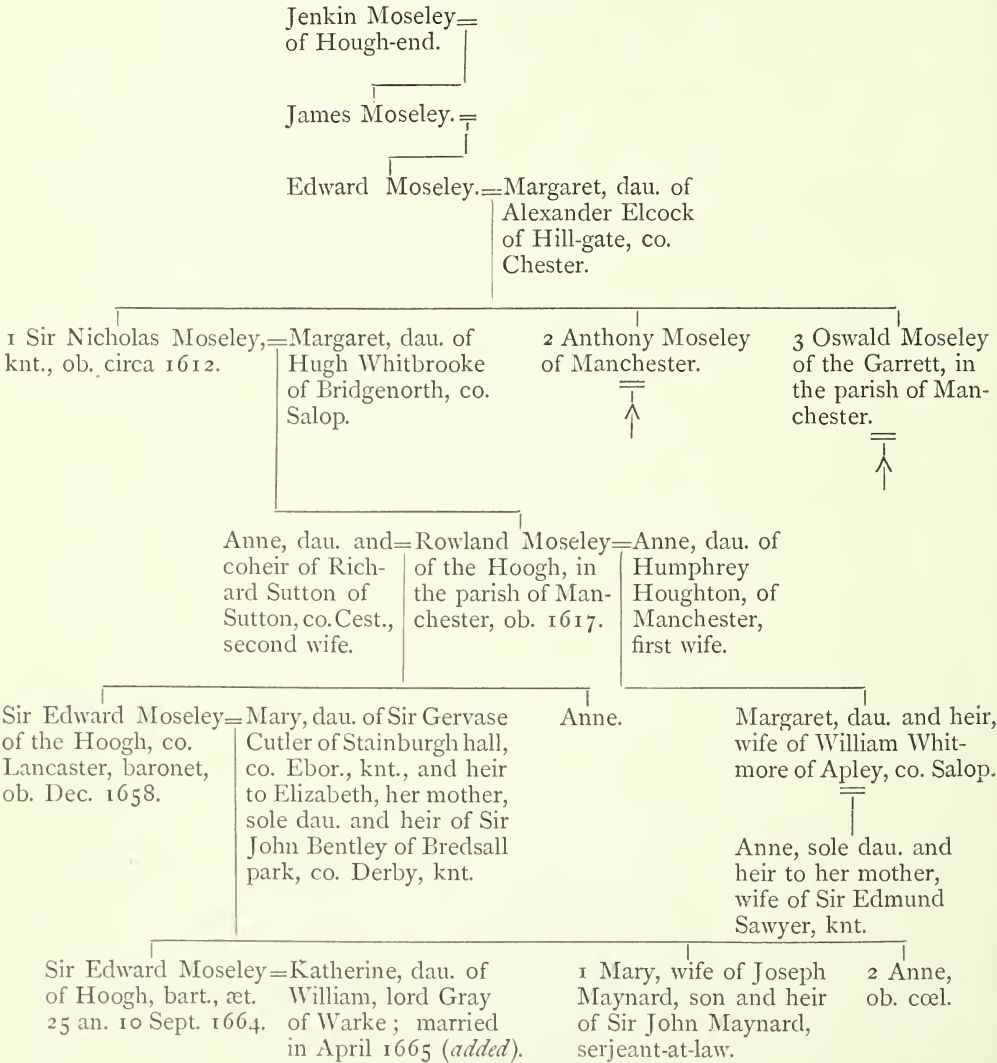 Jenkin Moseley=
of Hough-end.
James Moseley.=
Edward Moseley.=Margaret, dau. of
Alexander Elcock
of Hill-gate, co.
Chester.
1 Sir Nicholas Moseley,=
knt., ob. circa 1612.
Margaret, dau. of
Hugh Whitbrooke
of Bridgenorth, co.
Salop.
2 Anthony Moseley
of Manchester.
=
3 Oswald Moseley
of the Garrett, in
the parish of Man-
chester.
=
Anne, dau. and=
coheir of Rich-
ard Sutton of
Sutton, co. Cest.,
second wife.
Rowland Moseley=
of the Hoogh, in
the parish of Man-
chester, ob. 1617.
Anne, dau. of
Humphrey
Houghton, of
Manchester,
first wife.
Sir Edward Moseley=
of the Hoogh, co.
Lancaster, baronet,
ob. Dec. 1658.
Mary, dau. of Sir Gervase
Cutler of Stainburgh hall,
co. Ebor., knt., and heir
to Elizabeth, her mother,
sole dau. and heir of Sir
John Bentley of Bredsall
park, co. Derby, knt.
Anne.
Margaret, dau. and heir,
wife of William Whit-
more of Apley, co. Salop.
=
Anne, sole dau. and
heir to her mother,
wife of Sir Edmund
Sawyer, knt.
Sir Edward Moseley=
of Hoogh, bart., æt.
25 an. 10 Sept. 1664.
Katherine, dau. of
William, lord Gray
of Warke; married
in April 1665 (added).
1 Mary, wife of Joseph
Maynard, son and heir
of Sir John Maynard,
serjeant-at-law.
2 Anne,
ob. cœl.